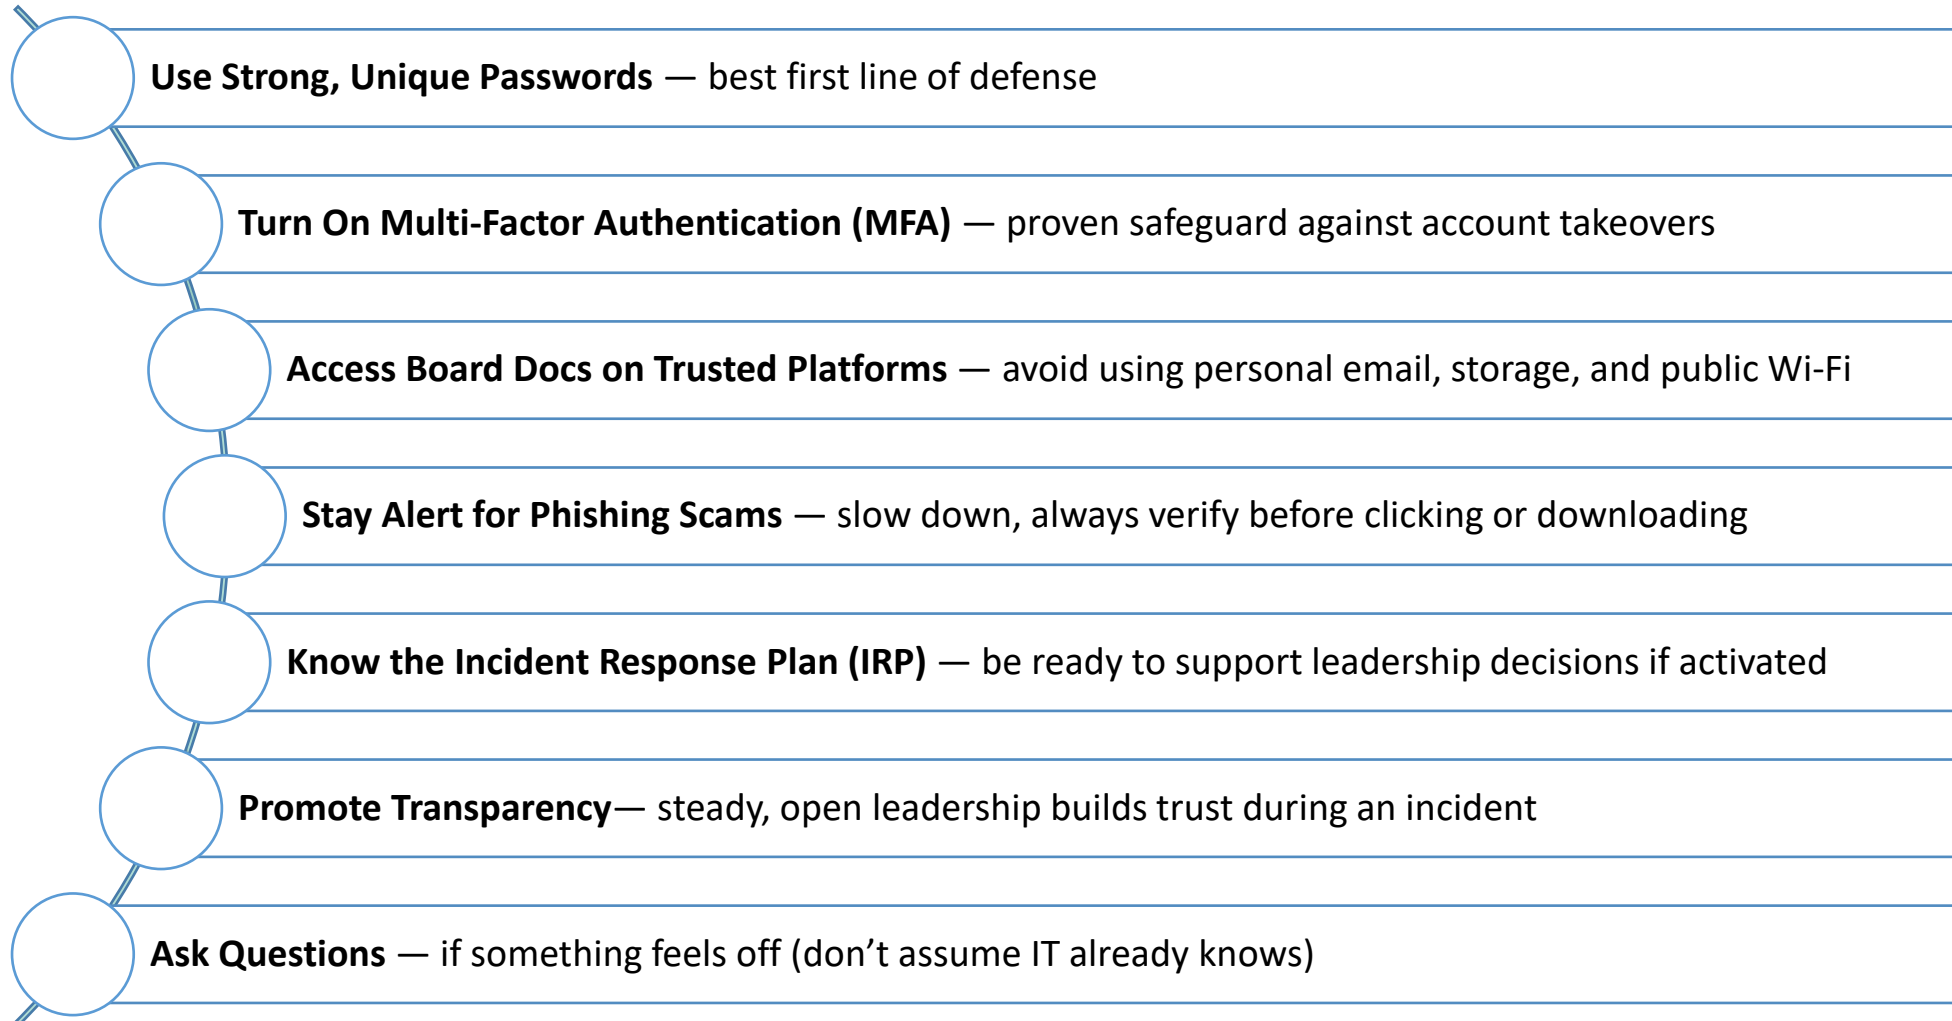 Use Strong, Unique Passwords — best first line of defense
Turn On Multi-Factor Authentication (MFA) — proven safeguard against account takeovers
Access Board Docs on Trusted Platforms — avoid using personal email, storage, and public Wi-Fi
Stay Alert for Phishing Scams — slow down, always verify before clicking or downloading
Know the Incident Response Plan (IRP) — be ready to support leadership decisions if activated
Promote Transparency— steady, open leadership builds trust during an incident
Ask Questions — if something feels off (don’t assume IT already knows)